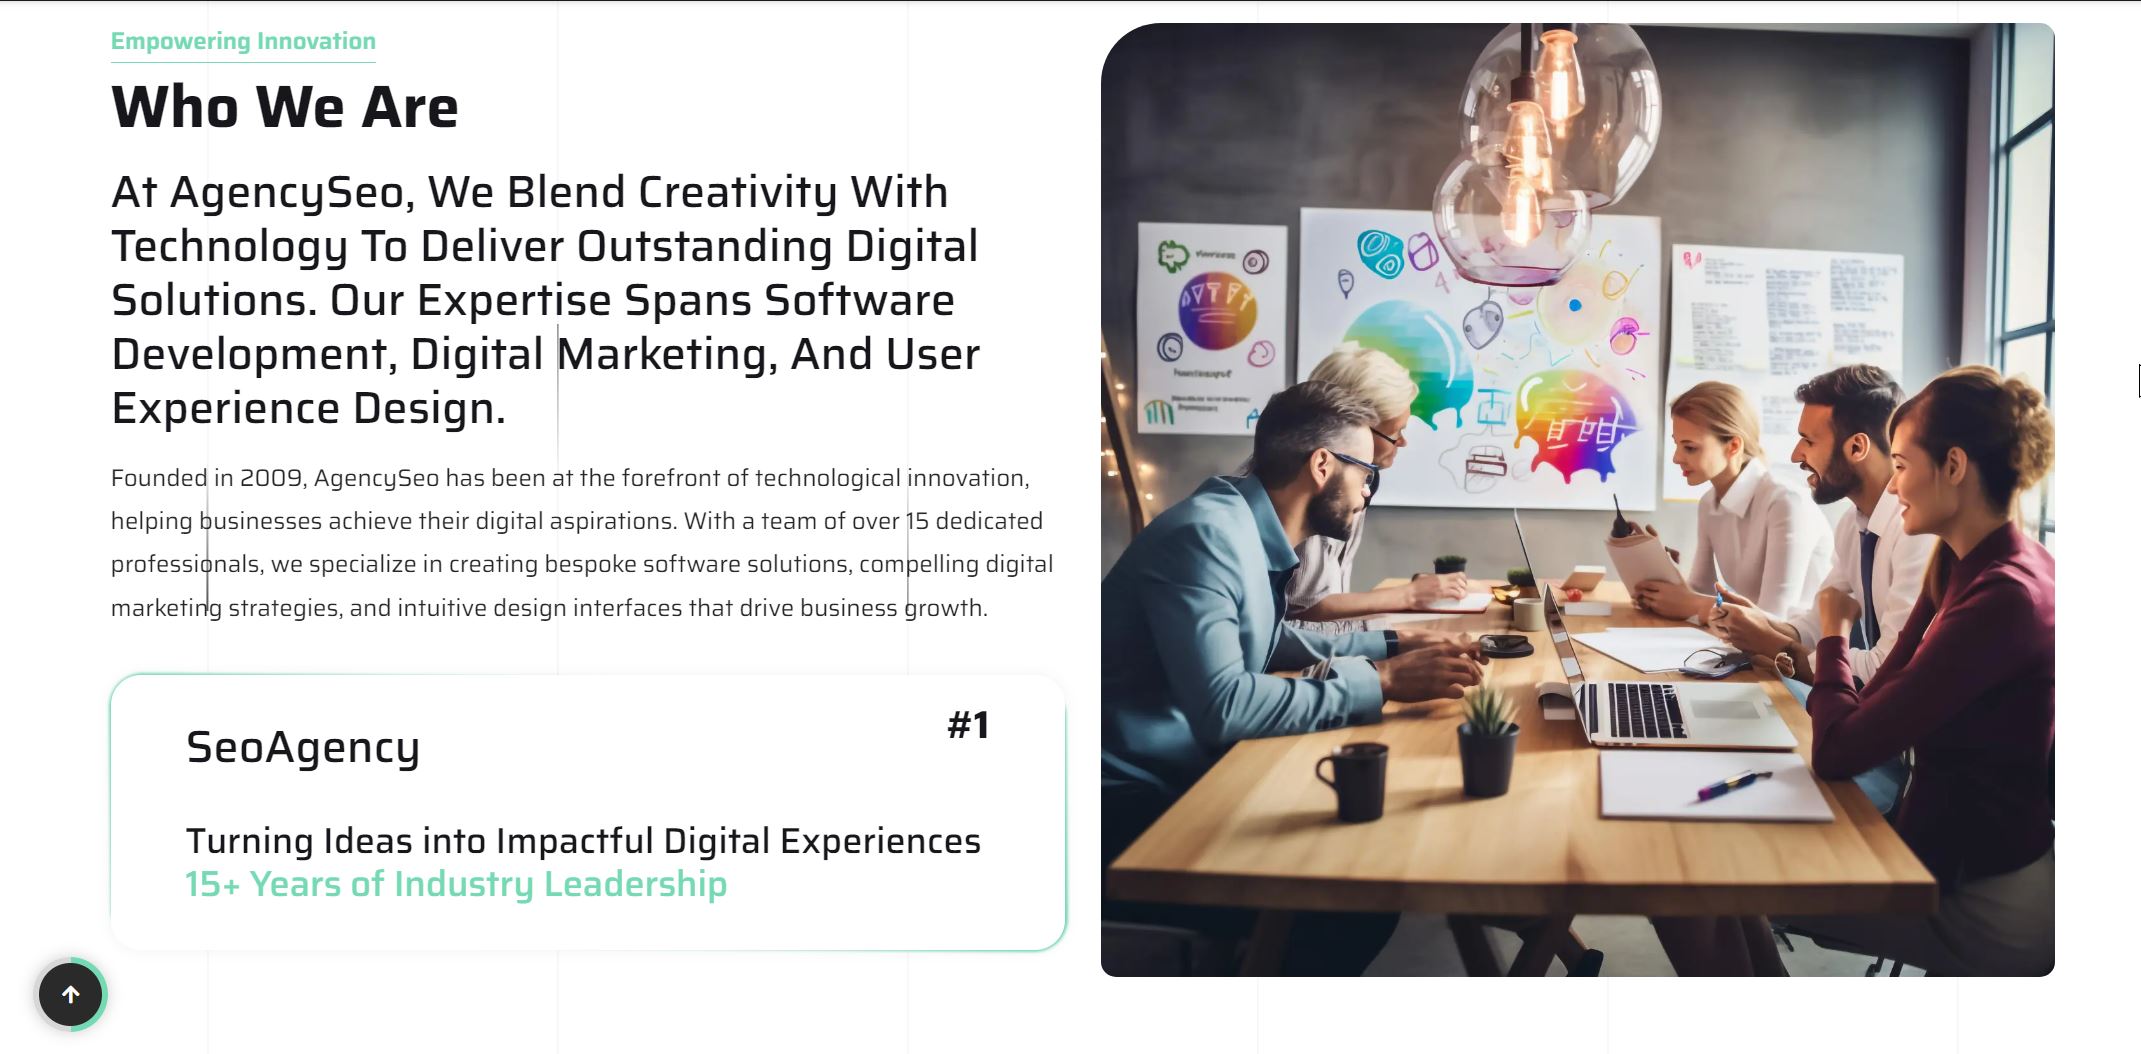 Empowering Innovation
Who We Are
At AgencySeo, We Blend Creativity With
Technology To Deliver Outstanding Digital
Solutions. Our Expertise Spans Software
Development, Digital Marketing, And User
Experience Design.
Founded in 2009, AgencySeo has been at the forefront of technological innovation,
helping businesses achieve their digital aspirations. With a team of over 15 dedicated
professionals, we specialize in creating bespoke software solutions, compelling digital
marketing strategies, and intuitive design interfaces that drive business growth.
SeoAgency
#1
Turning Ideas into Impactful Digital Experiences
15+ Years of Industry Leadership